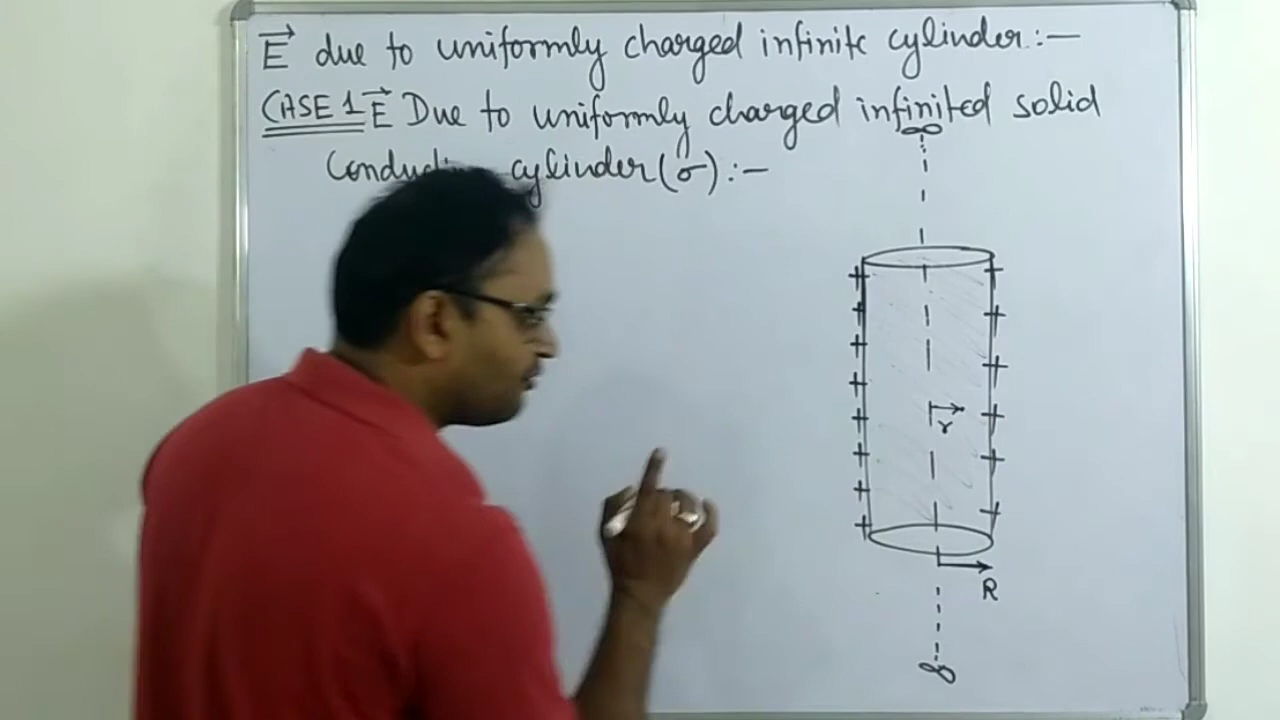 E due to uniformly charged infinite cylinder:-
CASE 1 E Due to uniformly charged infinited solid
cylinder (σ):-
∞
r
R
∞